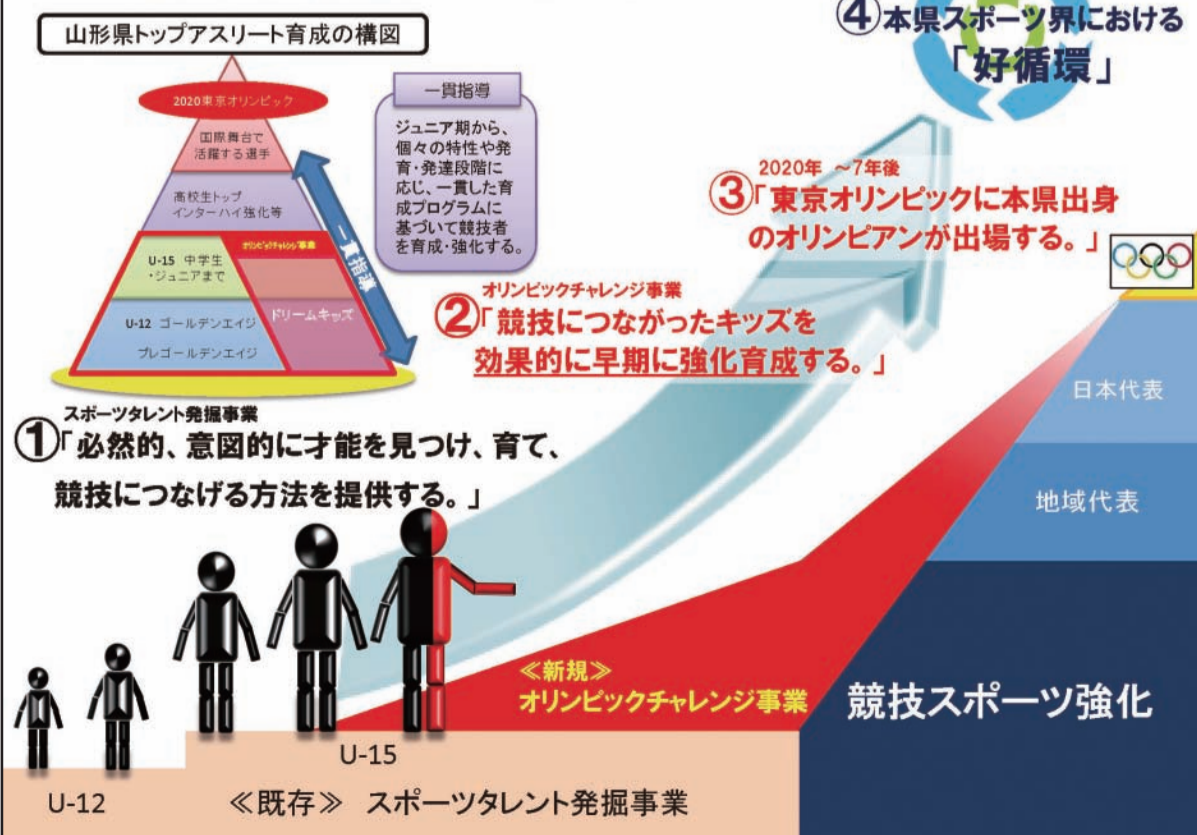 山形県トップアスリート育成の構図
2020東京オリンピック
国際舞台で
活躍する選手
高校生トップ
インターハイ強化等
U-15 中学生
・ジュニアまで
オリンピックチャレンジ事業
U-12 ゴールデンエイジ
プレゴールデンエイジ
ドリームキッズ
一貫指導
一貫指導
ジュニア期から、
個々の特性や発
育・発達段階に
応じ、一貫した育
成プログラムに
基づいて競技者
を育成・強化する。
④本県スポーツ界における
「好循環」
2020年 ～7年後
③「東京オリンピックに本県出身
のオリンピアンが出場する。」
オリンピックチャレンジ事業
②「競技につながったキッズを
効果的に早期に強化育成する。」
スポーツタレント発掘事業
①「必然的、意図的に才能を見つけ、育て、
競技につなげる方法を提供する。」
日本代表
地域代表
競技スポーツ強化
≪新規≫
オリンピックチャレンジ事業
U-15
U-12
≪既存≫ スポーツタレント発掘事業